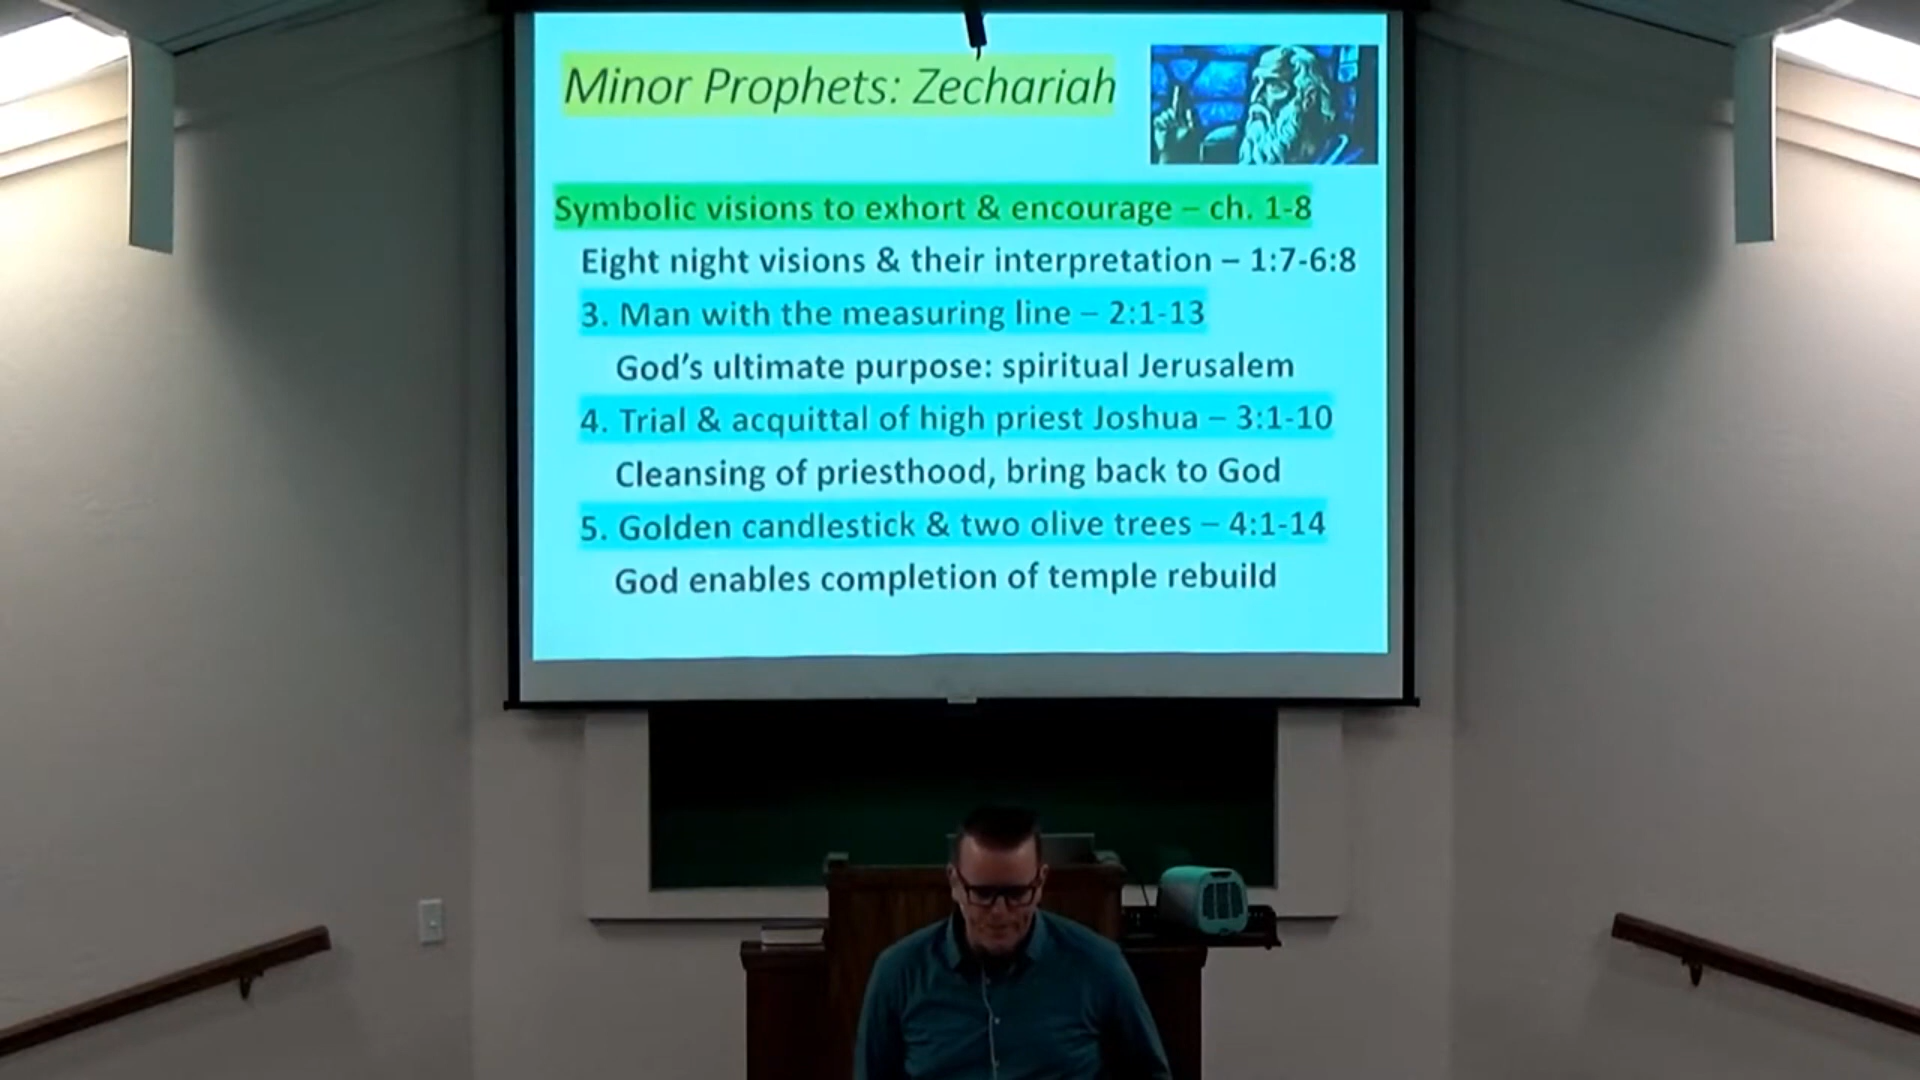 Minor Prophets: Zechariah
Symbolic visions to exhort & encourage – ch. 1-8
Eight night visions & their interpretation – 1:7-6:8
3. Man with the measuring line – 2:1-13
God's ultimate purpose: spiritual Jerusalem
4. Trial & acquittal of high priest Joshua – 3:1-10
Cleansing of priesthood, bring back to God
5. Golden candlestick & two olive trees – 4:1-14
God enables completion of temple rebuild